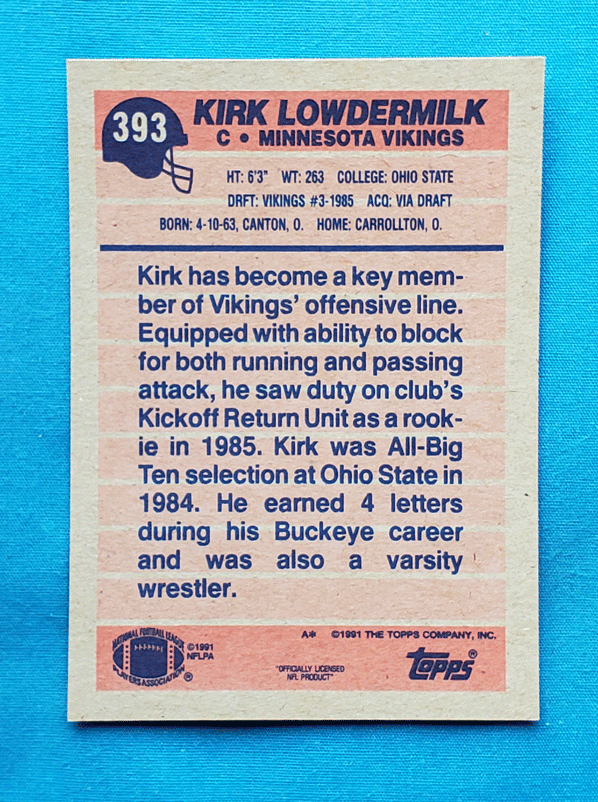 393
KIRK LOWDERMILK
C • MINNESOTA VIKINGS
HT: 6'3" WT: 263 COLLEGE: OHIO STATE
DRFT: VIKINGS #3-1985 ACQ: VIA DRAFT
BORN: 4-10-63, CANTON, O. HOME: CARROLLTON, O.
Kirk has become a key mem-
ber of Vikings' offensive line.
Equipped with ability to block
for both running and passing
attack, he saw duty on club's
Kickoff Return Unit as a rook-
ie in 1985. Kirk was All-Big
Ten selection at Ohio State in
1984. He earned 4 letters
during his Buckeye career
and was also a varsity
wrestler.
A* ©1991 THE TOPPS COMPANY, INC.
NATIONAL FOOTBALL LEAGUE
PLAYERS ASSOCIATION ®
©1991
NFLPA
"OFFICIALLY LICENSED
NFL PRODUCT"
topps®